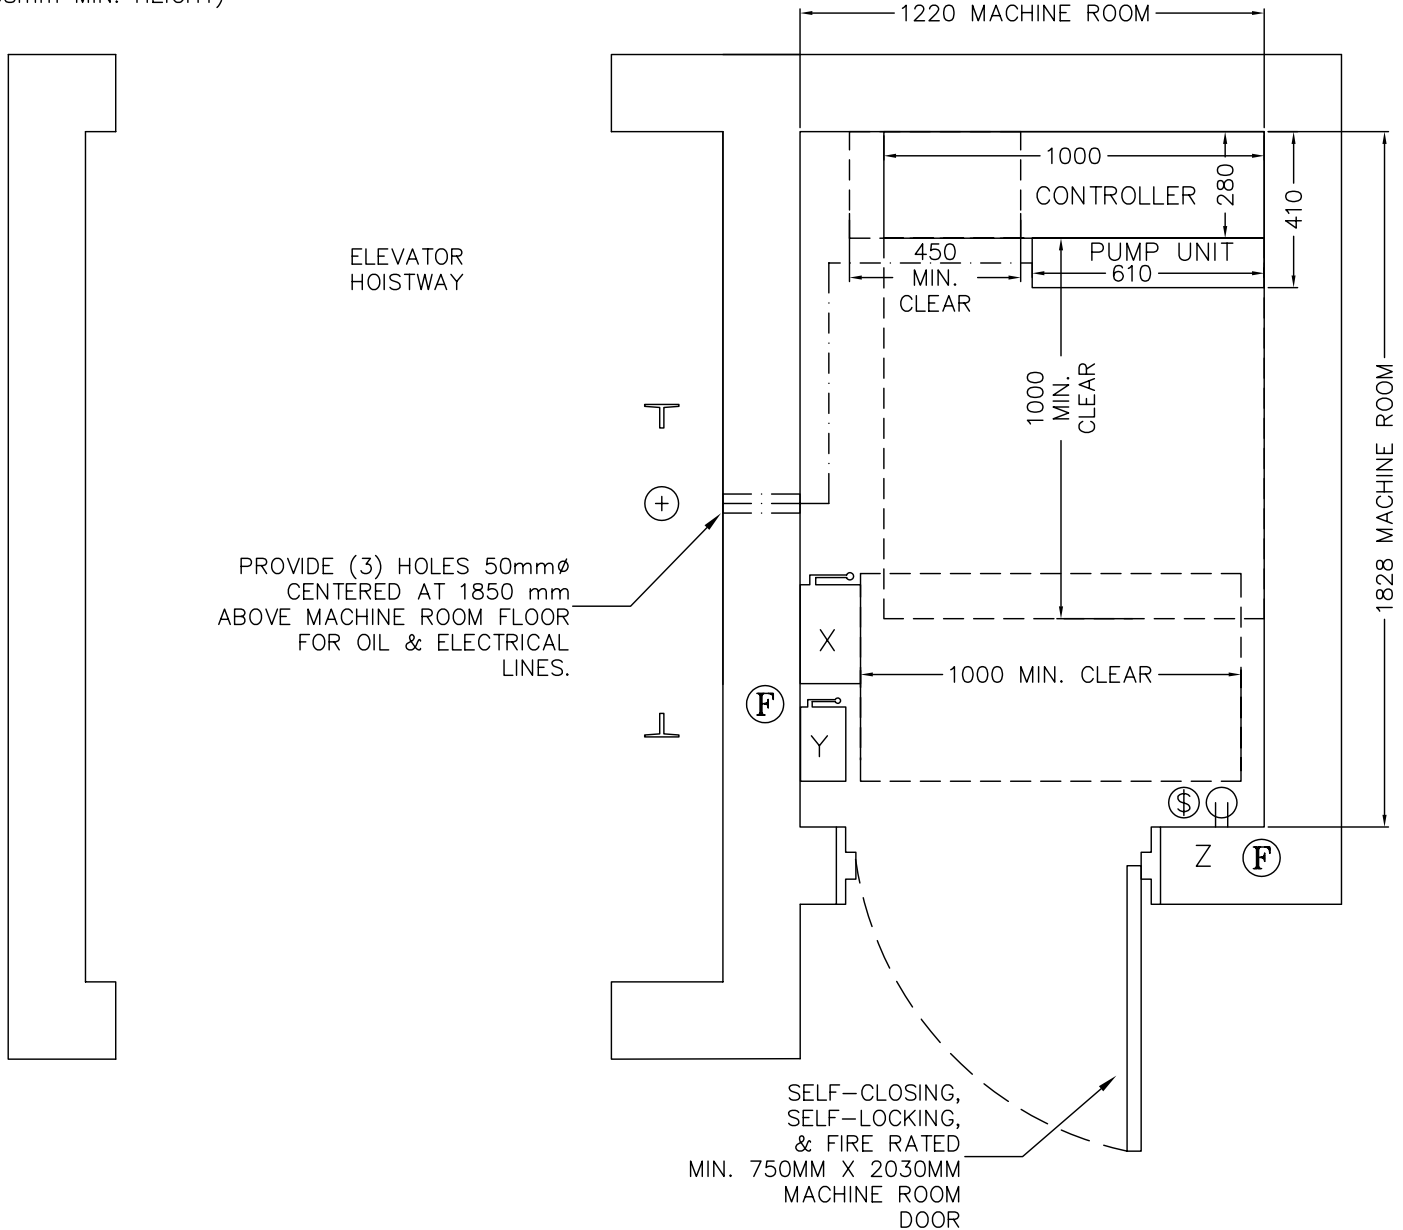 MIN. HEIGHT)
1220 MACHINE ROOM
1000
CONTROLLER
280
410
ELEVATOR
HOISTWAY
450
MIN.
CLEAR
PUMP UNIT
610
1000
MIN.
CLEAR
1828 MACHINE ROOM
PROVIDE (3) HOLES 50mmø
CENTERED AT 1850 mm
ABOVE MACHINE ROOM FLOOR
FOR OIL & ELECTRICAL
LINES.
X
1000 MIN. CLEAR
F
Y
$
Z
F
SELF-CLOSING,
SELF-LOCKING,
& FIRE RATED
MIN. 750MM X 2030MM
MACHINE ROOM
DOOR